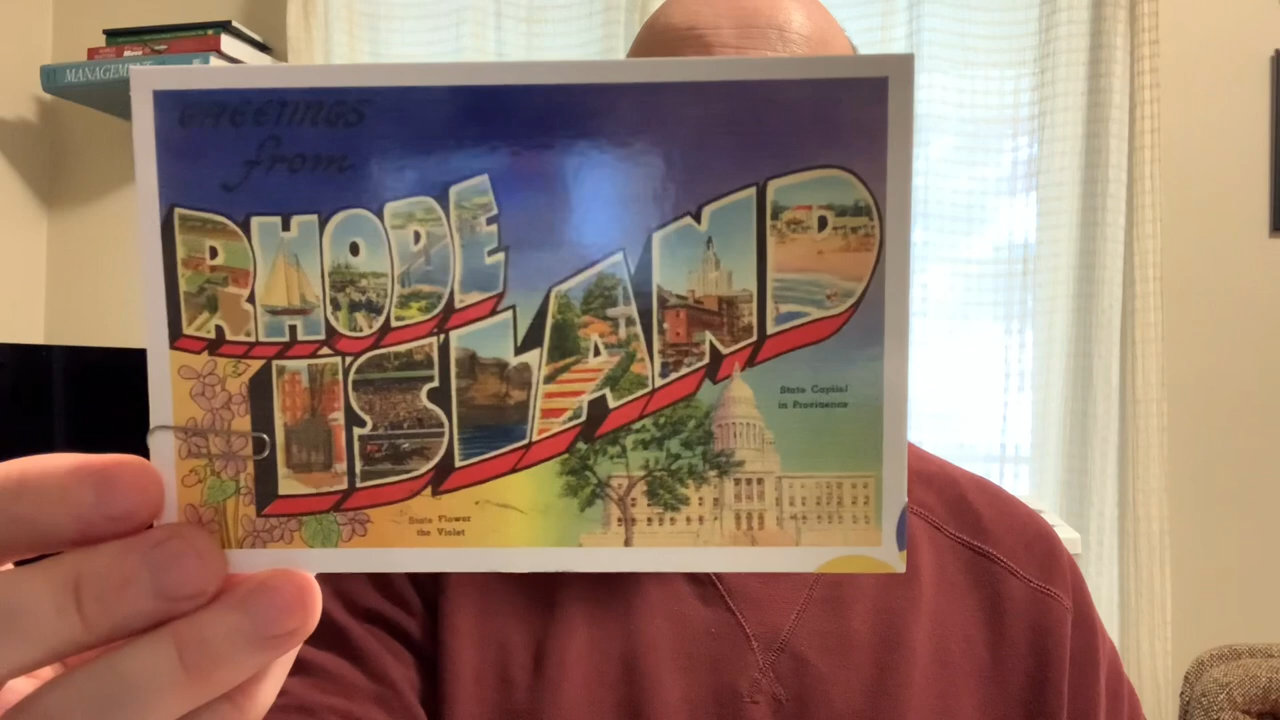 MANAGEMENT
GREETINGS
from
RHODE
ISLAND
State Capitol
in Providence
State Flower
the Violet